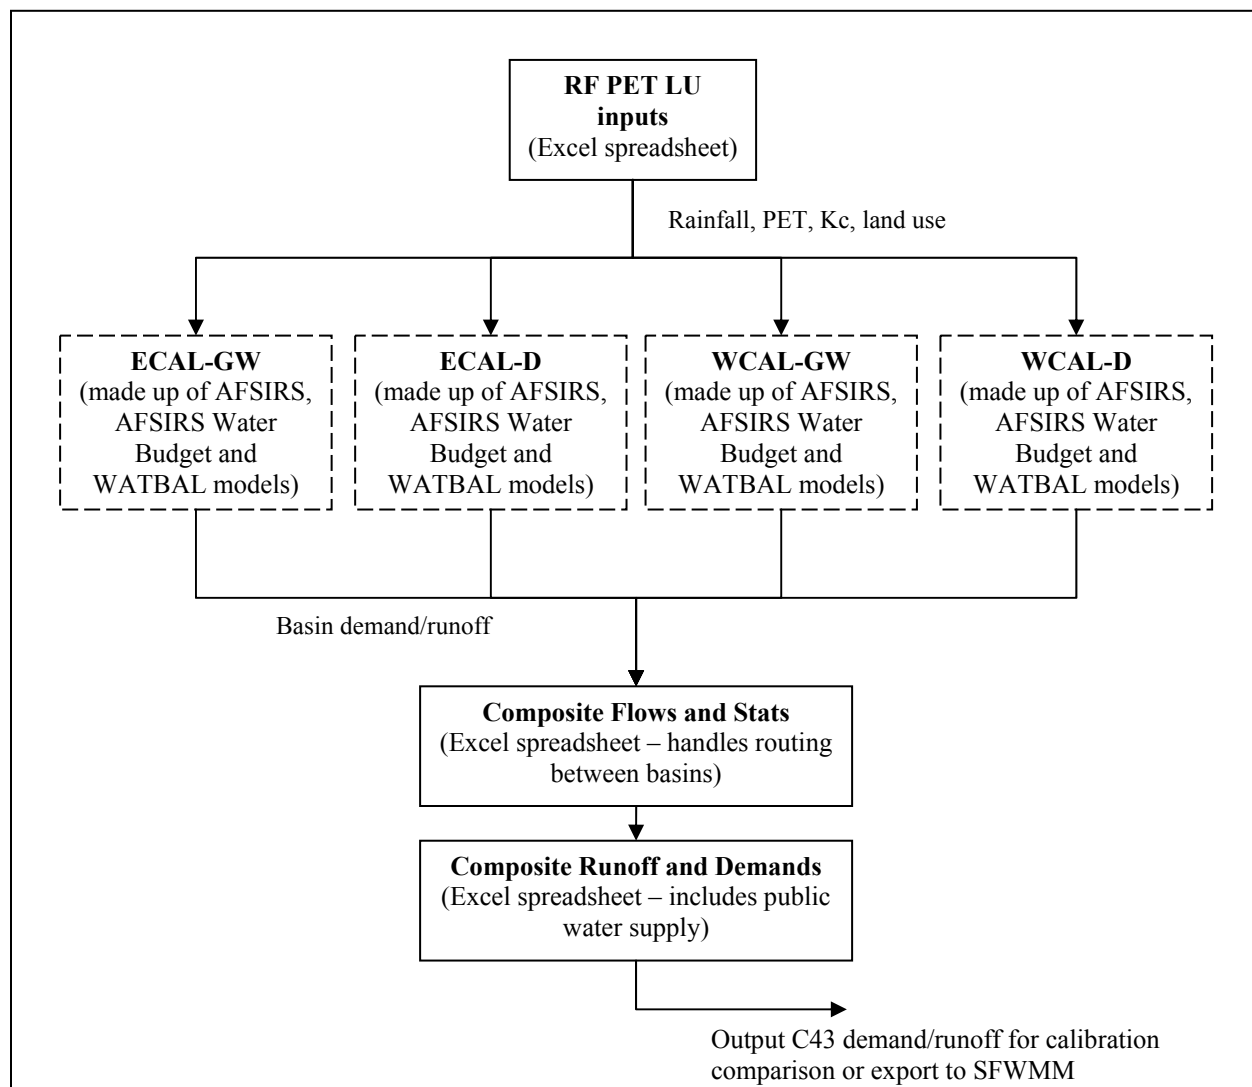 RF PET LU
inputs
(Excel spreadsheet)
Rainfall, PET, Kc, land use
ECAL-GW
(made up of AFSIRS,
AFSIRS Water
Budget and
WATBAL models)
ECAL-D
(made up of AFSIRS,
AFSIRS Water
Budget and
WATBAL models)
WCAL-GW
(made up of AFSIRS,
AFSIRS Water
Budget and
WATBAL models)
WCAL-D
(made up of AFSIRS,
AFSIRS Water
Budget and
WATBAL models)
Basin demand/runoff
Composite Flows and Stats
(Excel spreadsheet – handles routing
between basins)
Composite Runoff and Demands
(Excel spreadsheet – includes public
water supply)
Output C43 demand/runoff for calibration
comparison or export to SFWMM